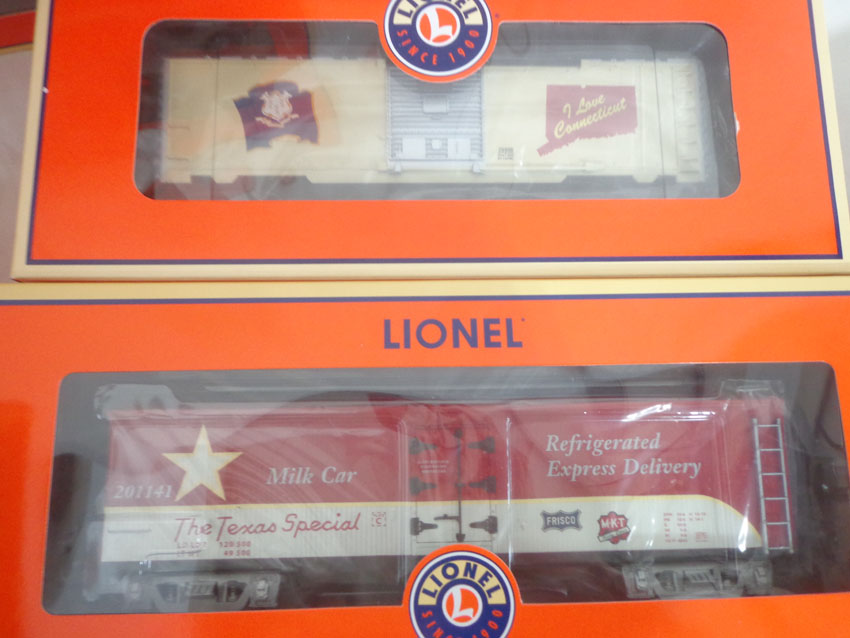 LIONEL
L
SINCE 1900
I Love
Connecticut
LIONEL
Milk Car
201141
The Texas Special
Refrigerated
Express Delivery
FRISCO
M-K-T
C
LIONEL
L
SINCE 1900